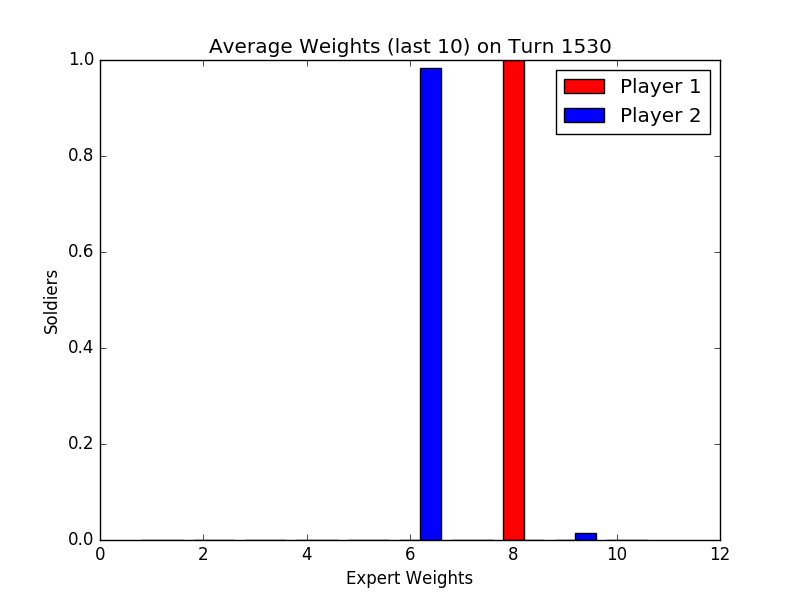 Average Weights (last 10) on Turn 1530
1.0
Player 1
Player 2
0.8
0.6
Soldiers
0.4
0.2
0.0
0 2 4 6 8 10 12
Expert Weights